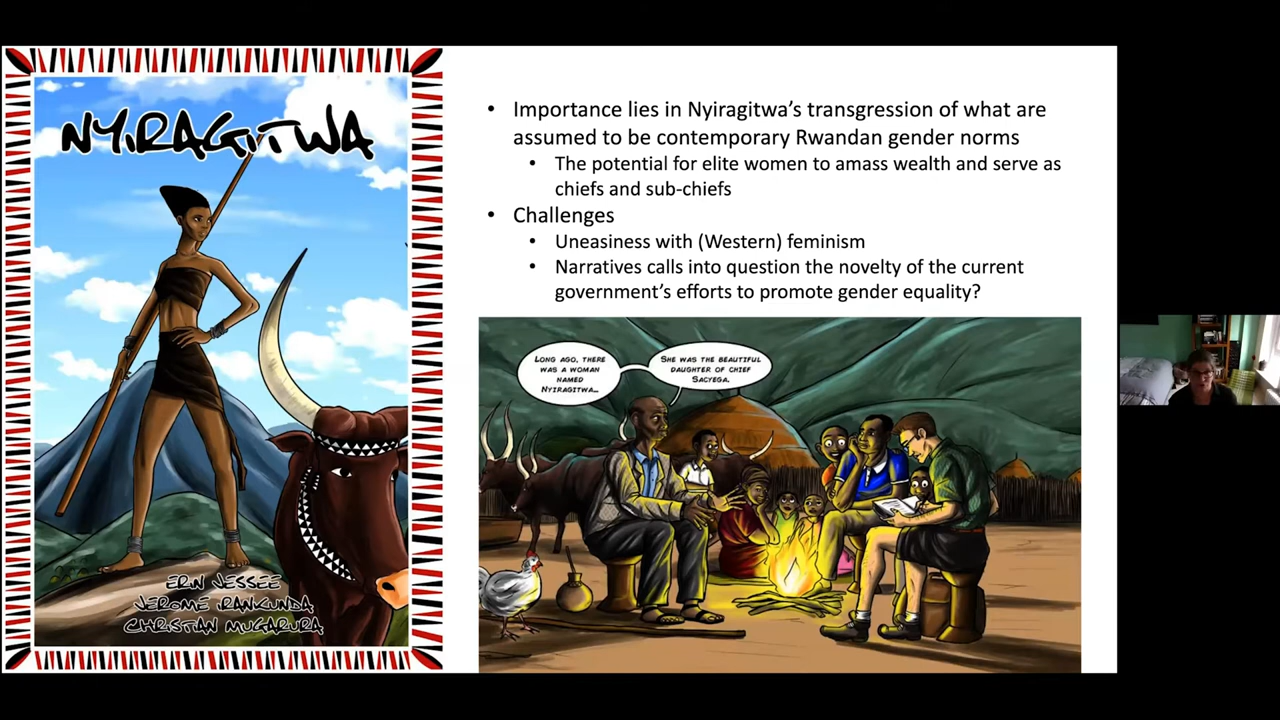 NYIRAGITWA
ERIN JESSEE
JEROME RANKUNDA
CHRISTIAN MUGARURA
• Importance lies in Nyiragitwa’s transgression of what are
assumed to be contemporary Rwandan gender norms
• The potential for elite women to amass wealth and serve as
chiefs and sub-chiefs
• Challenges
• Uneasiness with (Western) feminism
• Narratives calls into question the novelty of the current
government’s efforts to promote gender equality?
LONG AGO, THERE
WAS A WOMAN
NAMED
NYIRAGITWA...
SHE WAS THE BEAUTIFUL
DAUGHTER OF CHIEF
SACYEGA.